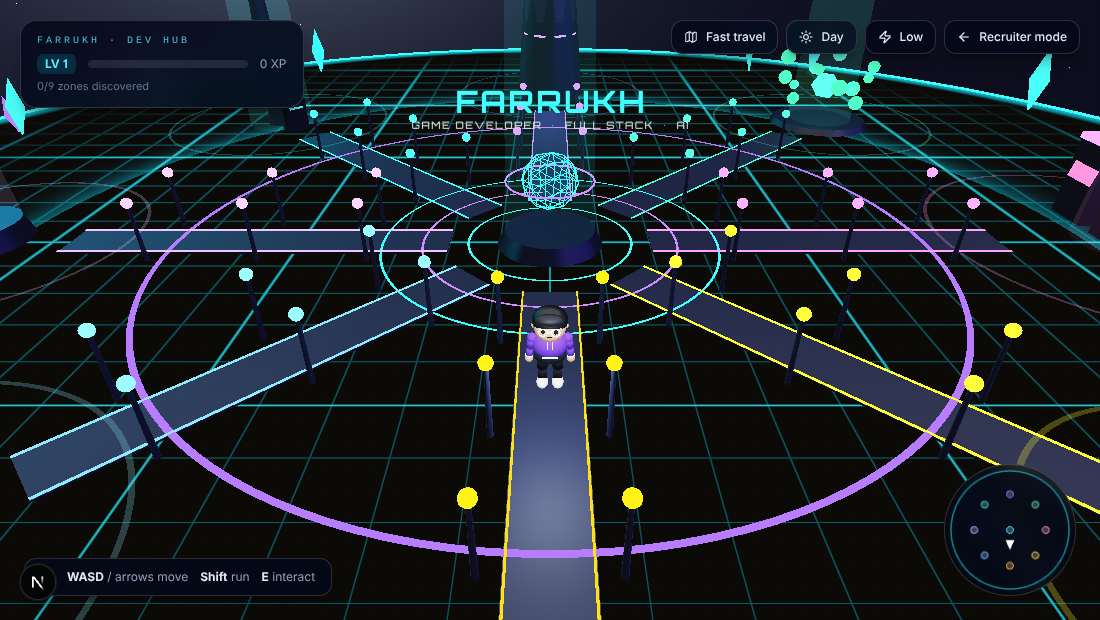 FARRUKH · DEV HUB
LV 1
0 XP
0/9 zones discovered
Fast travel
Day
Low
Recruiter mode
FARRUKH
GAME DEVELOPER · FULL STACK · AI
N
WASD / arrows move Shift run E interact